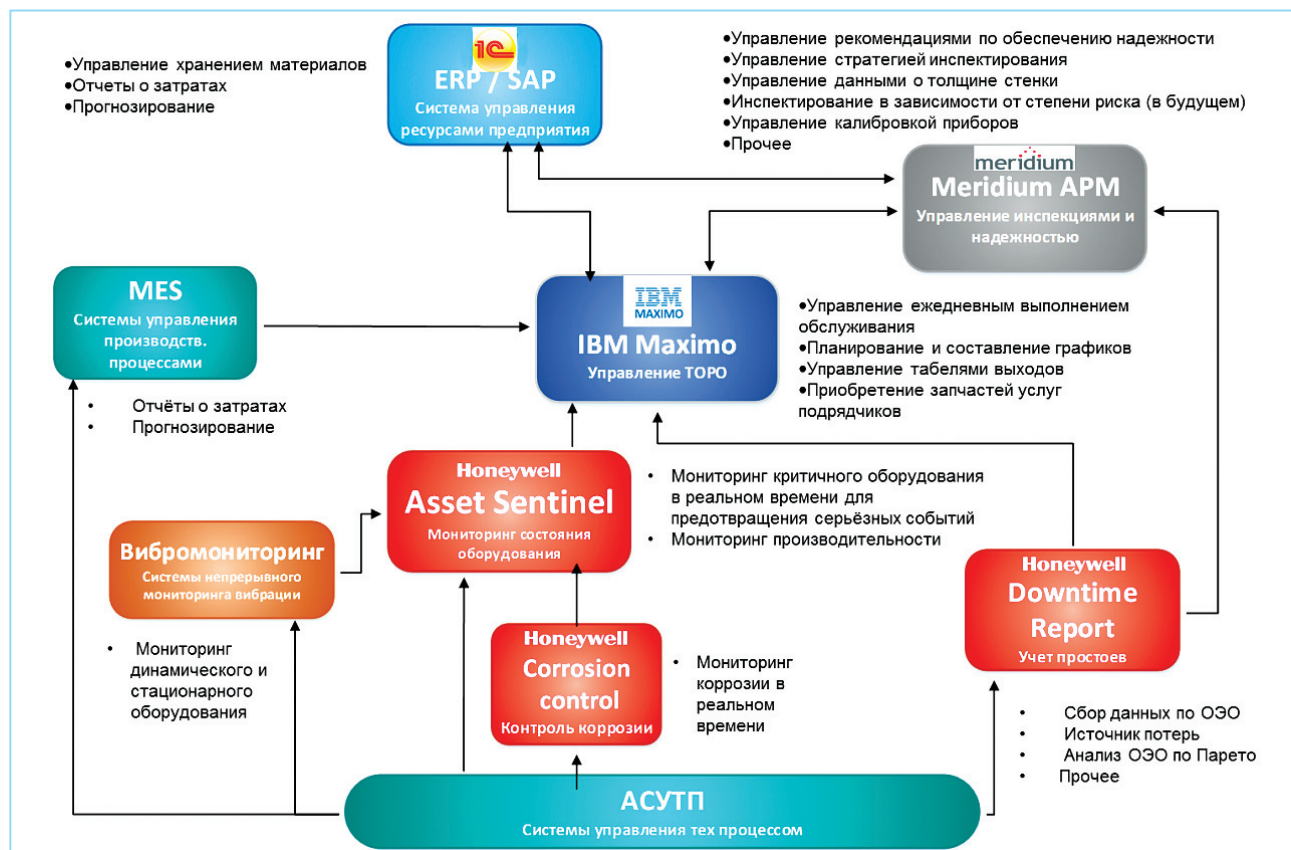 •Управление хранением материалов
•Отчеты о затратах
•Прогнозирование
1С
ERP / SAP
Система управления
ресурсами предприятия
•Управление рекомендациями по обеспечению надежности
•Управление стратегией инспектирования
•Управление данными о толщине стенки
•Инспектирование в зависимости от степени риска (в будущем)
•Управление калибровкой приборов
•Прочее
meridium
Meridium APM
Управление инспекциями и
надежностью
MES
Системы управления
производств.
процессами
• Отчёты о затратах
• Прогнозирование
IBM
MAXIMO
IBM Maximo
Управление ТОРО
•Управление ежедневным выполнением
обслуживания
•Планирование и составление графиков
•Управление табелями выходов
•Приобретение запчастей услуг
подрядчиков
Honeywell
Asset Sentinel
Мониторинг состояния
оборудования
• Мониторинг критичного оборудования
в реальном времени для
предотвращения серьёзных событий
• Мониторинг производительности
Вибромониторинг
Системы непрерывного
мониторинга вибрации
• Мониторинг
динамического и
стационарного
оборудования
Honeywell
Corrosion
control
Контроль коррозии
• Мониторинг
коррозии в
реальном
времени
Honeywell
Downtime
Report
Учет простоев
• Сбор данных по ОЭО
• Источник потерь
• Анализ ОЭО по Парето
• Прочее
АСУТП
Системы управления тех процессом